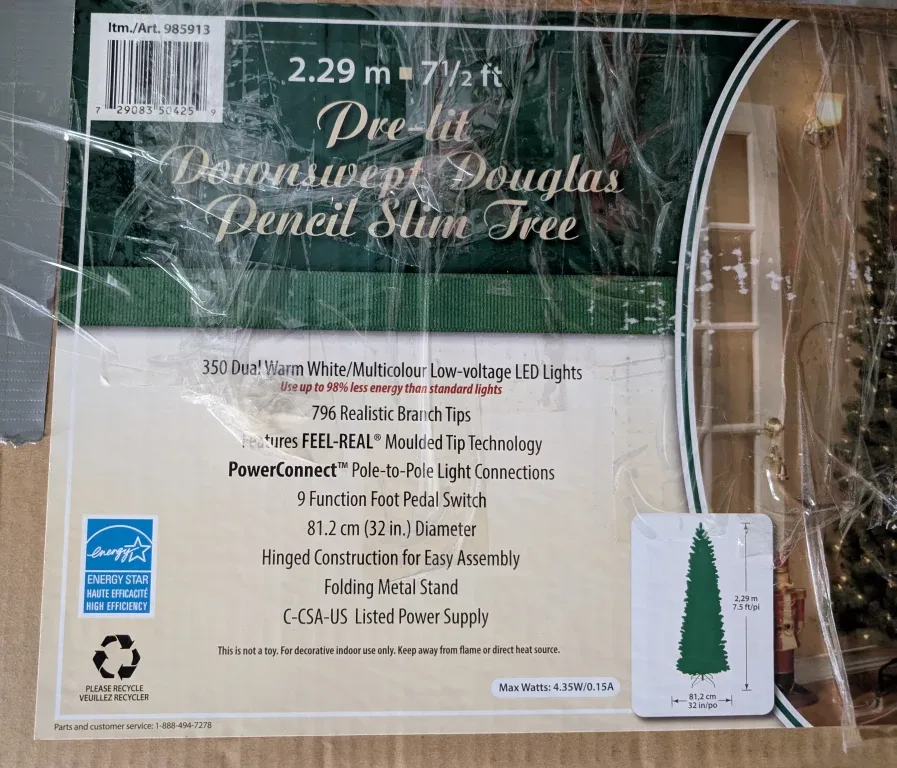 Itm./Art. 985913
7 29083 50425 9
2.29 m ■ 7 1/2 ft
Pre-lit
Downswept Douglas
Pencil Slim Tree
350 Dual Warm White/Multicolour Low-voltage LED Lights
Use up to 98% less energy than standard lights
796 Realistic Branch Tips
Features FEEL-REAL® Moulded Tip Technology
PowerConnect™ Pole-to-Pole Light Connections
9 Function Foot Pedal Switch
81.2 cm (32 in.) Diameter
Hinged Construction for Easy Assembly
Folding Metal Stand
C-CSA-US Listed Power Supply
This is not a toy. For decorative indoor use only. Keep away from flame or direct heat source.
Max Watts: 4.35W/0.15A
energy
ENERGY STAR
HAUTE EFFICACITÉ
HIGH EFFICIENCY
PLEASE RECYCLE
VEUILLEZ RECYCLER
Parts and customer service: 1-888-494-7278
2,29 m
7.5 ft/pi
81,2 cm
32 in/po